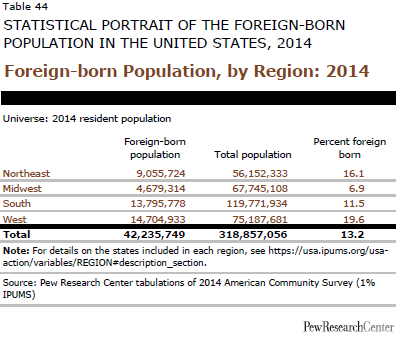 Table 44
STATISTICAL PORTRAIT OF THE FOREIGN-BORN
POPULATION IN THE UNITED STATES, 2014
Foreign-born Population, by Region: 2014
Universe: 2014 resident population
Foreign-born population Total population Percent foreign born
Northeast 9,055,724 56,152,333 16.1
Midwest 4,679,314 67,745,108 6.9
South 13,795,778 119,771,934 11.5
West 14,704,933 75,187,681 19.6
Total 42,235,749 318,857,056 13.2
Note: For details on the states included in each region, see https://usa.ipums.org/usa-
action/variables/REGION#description_section.
Source: Pew Research Center tabulations of 2014 American Community Survey (1%
IPUMS)
PewResearchCenter